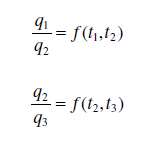 q₁/q₂ = f(t₁,t₂)
q₂/q₃ = f(t₂,t₃)